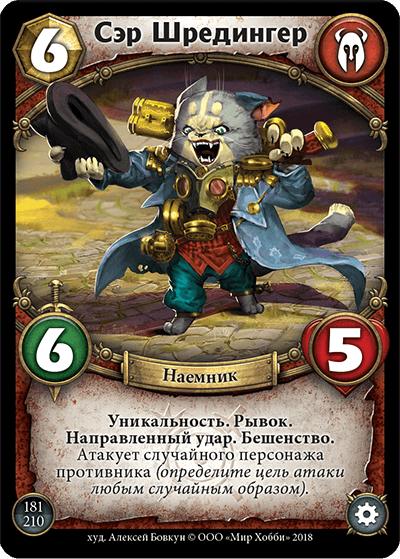 6
Сэр Шредингер
6
5
Наемник
Уникальность. Рывок.
Направленный удар. Бешенство.
Атакует случайного персонажа
противника (определите цель атаки
любым случайным образом).
181
210
худ. Алексей Бовкун © ООО «Мир Хобби» 2018